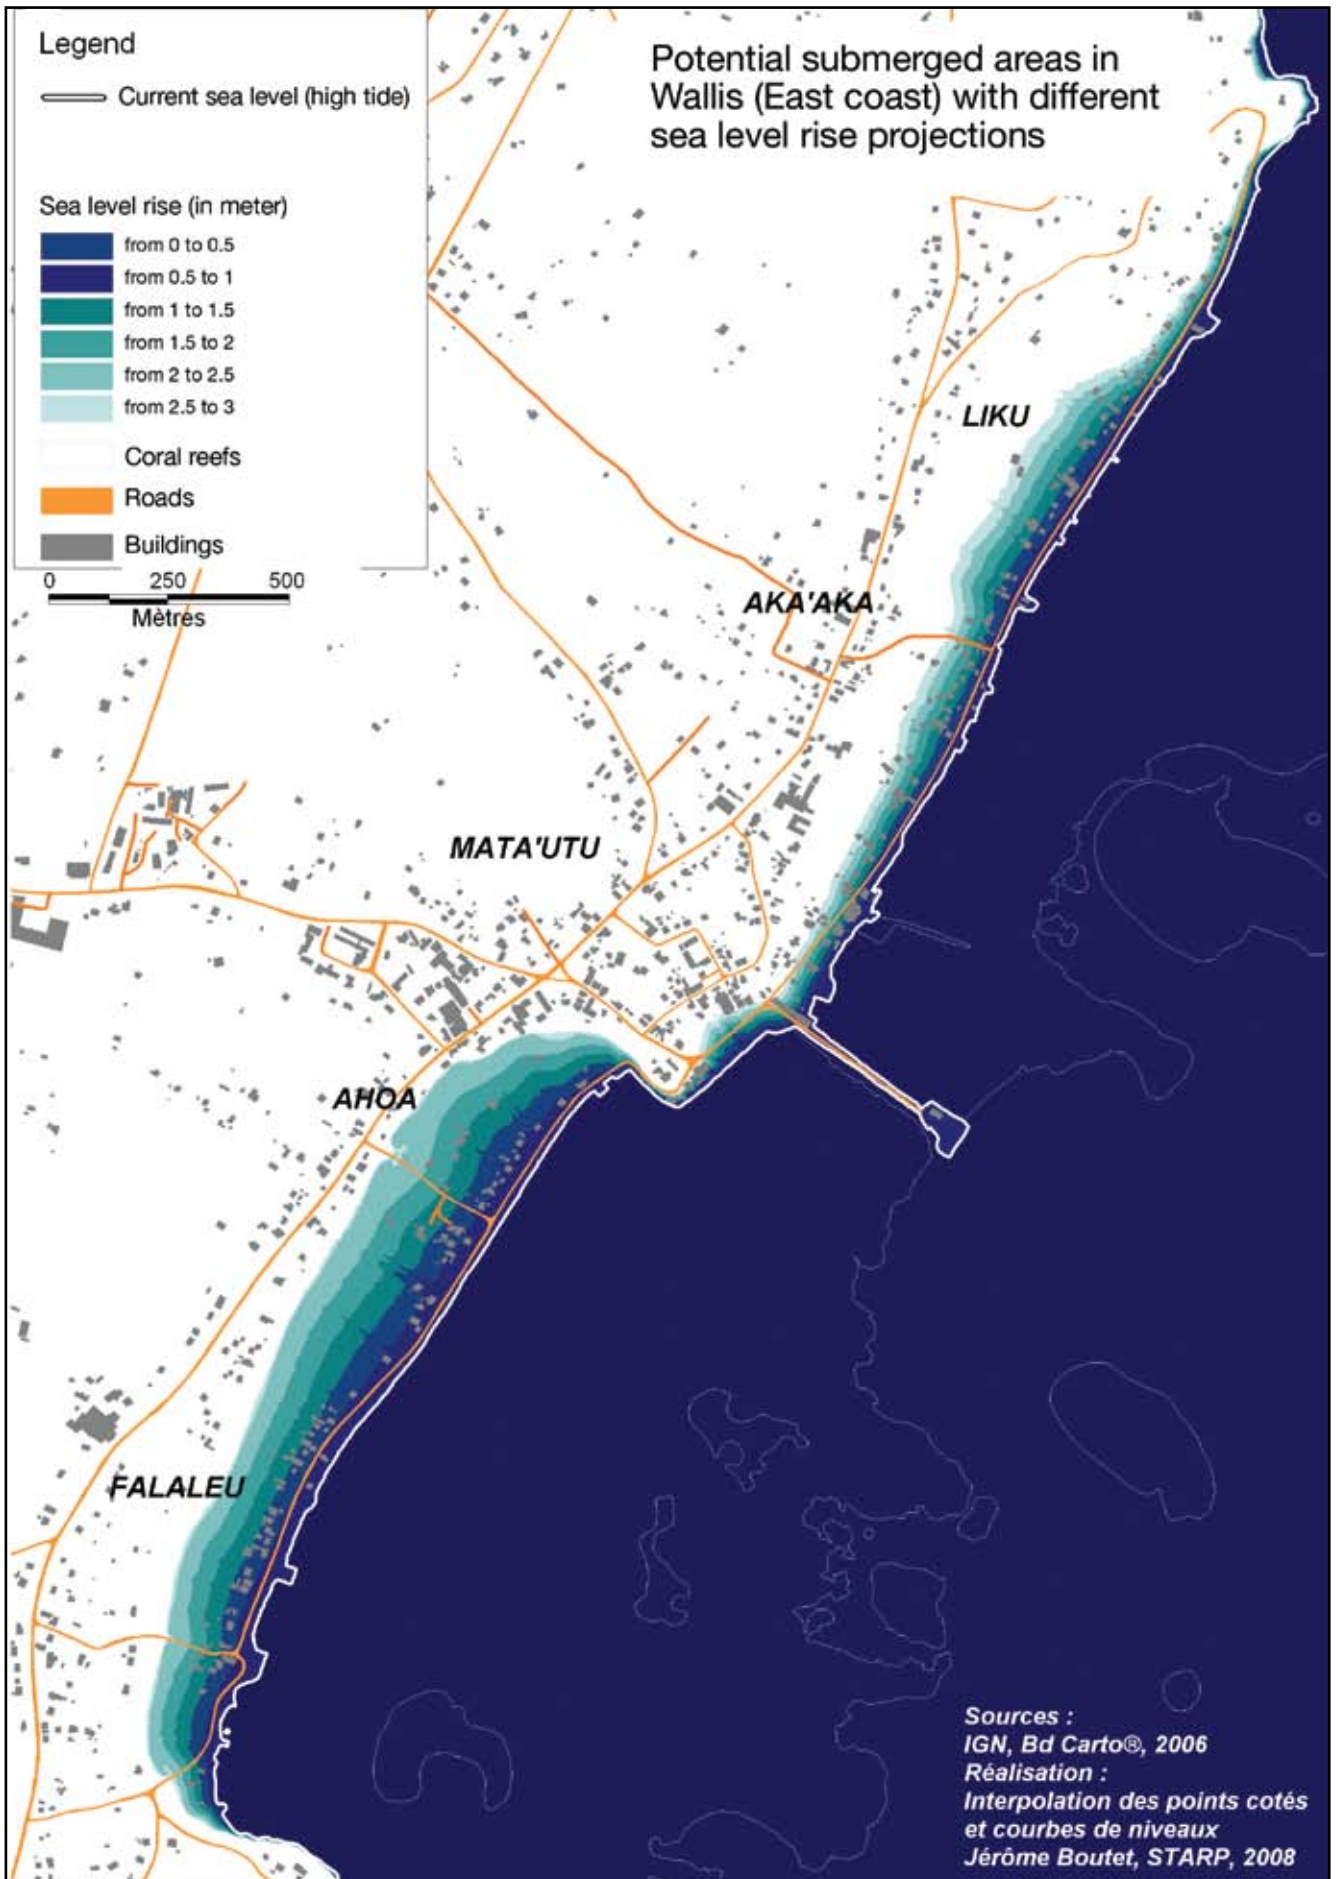 Legend
Current sea level (high tide)
Sea level rise (in meter)
from 0 to 0.5
from 0.5 to 1
from 1 to 1.5
from 1.5 to 2
from 2 to 2.5
from 2.5 to 3
Coral reefs
Roads
Buildings
0 250 500
Mètres
Potential submerged areas in
Wallis (East coast) with different
sea level rise projections
LIKU
AKA'AKA
MATA'UTU
AHOA
FALALEU
Sources :
IGN, Bd Carto®, 2006
Réalisation :
Interpolation des points cotés
et courbes de niveaux
Jérôme Boutet, STARP, 2008